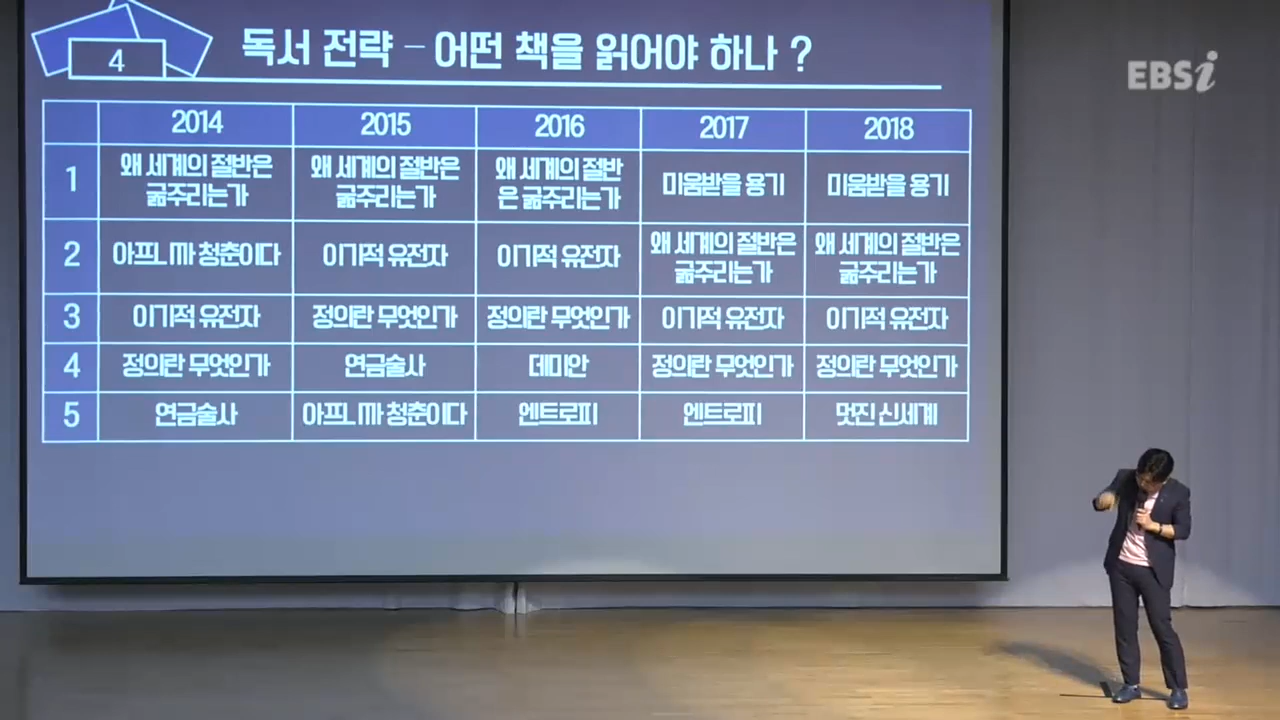 4
독서 전략 – 어떤 책을 읽어야 하나 ?
EBSi
2014 2015 2016 2017 2018
1 왜 세계의 절반은 굶주리는가 왜 세계의 절반은 굶주리는가 왜 세계의 절반은 굶주리는가 미움받을 용기 미움받을 용기
2 아프니까 청춘이다 이기적 유전자 이기적 유전자 왜 세계의 절반은 굶주리는가 왜 세계의 절반은 굶주리는가
3 이기적 유전자 정의란 무엇인가 정의란 무엇인가 이기적 유전자 이기적 유전자
4 정의란 무엇인가 연금술사 데미안 정의란 무엇인가 정의란 무엇인가
5 연금술사 아프니까 청춘이다 엔트로피 엔트로피 멋진 신세계